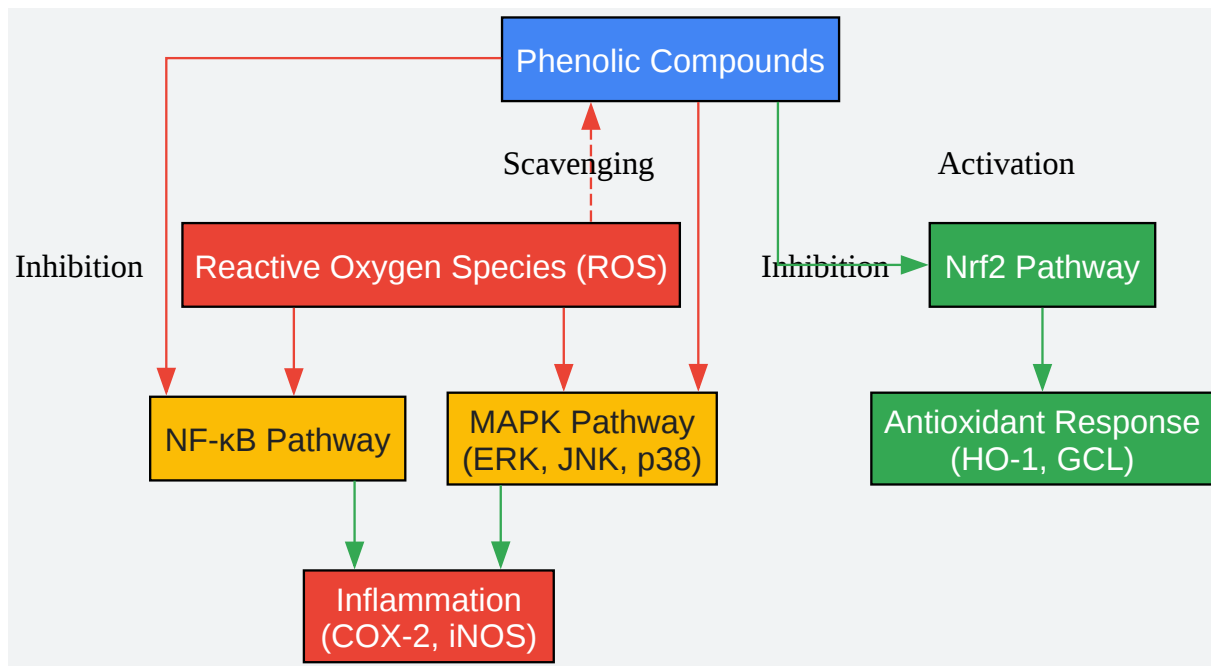 Phenolic Compounds
Scavenging
Activation
Inhibition
Reactive Oxygen Species (ROS)
Inhibition
Nrf2 Pathway
NF-κB Pathway
MAPK Pathway
(ERK, JNK, p38)
Antioxidant Response
(HO-1, GCL)
Inflammation
(COX-2, iNOS)